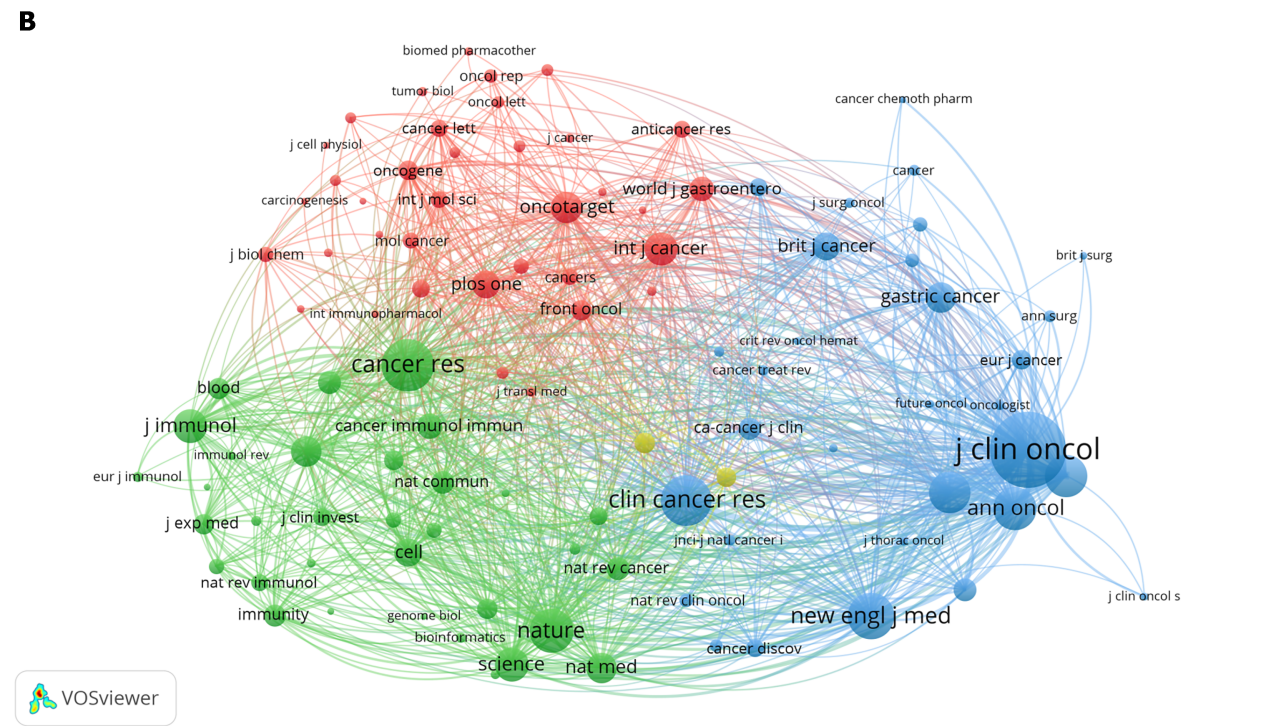 B
biomed pharmacother
oncol rep
tumor biol
oncol lett
cancer chemoth pharm
cancer lett
anticancer res
j cancer
j cell physiol
oncogene
cancer
world j gastroentero
carcinogenesis
int j mol sci
oncotarget
j surg oncol
mol cancer
int j cancer
brit j cancer
j biol chem
brit j surg
cancers
plos one
gastric cancer
front oncol
int immunopharmacol
ann surg
crit rev oncol hemat
cancer res
eur j cancer
cancer treat rev
blood
j transl med
future oncol
oncologist
j immunol
cancer immunol immun
ca-cancer j clin
j clin oncol
immunol rev
eur j immunol
nat commun
clin cancer res
ann oncol
j exp med
j clin invest
jnci-j natl cancer i
j thorac oncol
cell
nat rev cancer
nat rev immunol
j clin oncol s
nat rev clin oncol
immunity
genome biol
new engl j med
nature
bioinformatics
cancer discov
science
nat med
VOSviewer